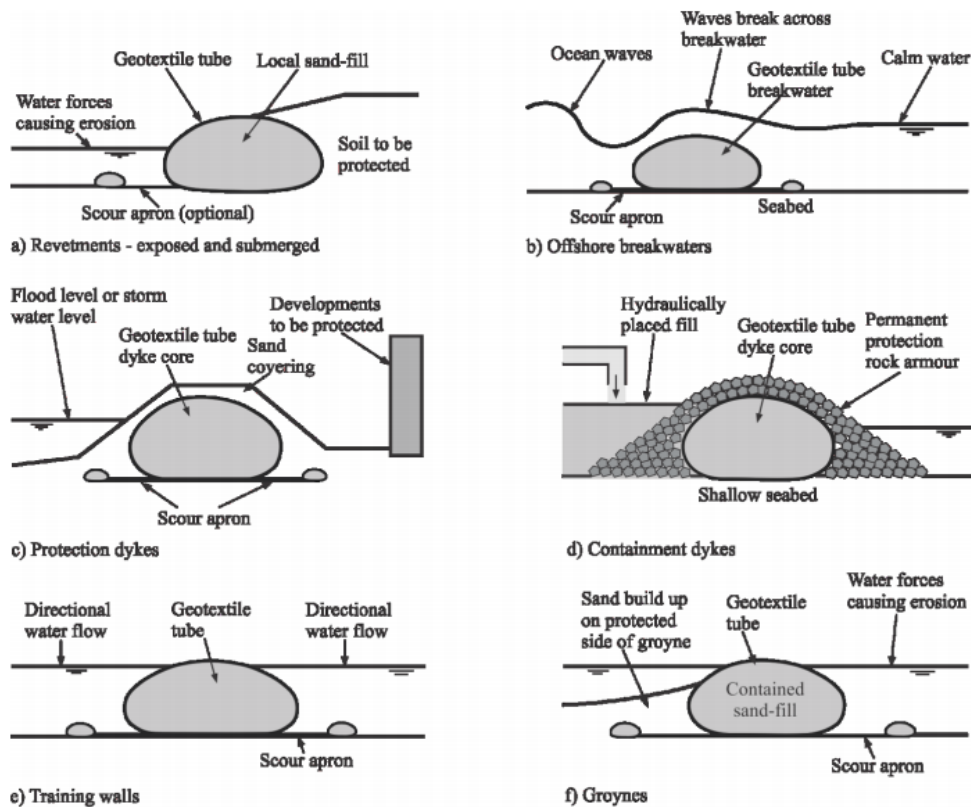 Geotextile tube
Local sand-fill
Water forces
causing erosion
Soil to be
protected
Scour apron (optional)
a) Revetments - exposed and submerged
Waves break across
breakwater
Ocean waves
Geotextile tube
breakwater
Calm water
Scour apron
Seabed
b) Offshore breakwaters
Flood level or storm
water level
Geotextile tube
dyke core
Sand
covering
Developments
to be protected
Scour apron
c) Protection dykes
Hydraulically
placed fill
Geotextile tube
dyke core
Permanent
protection
rock armour
Shallow seabed
d) Containment dykes
Directional
water flow
Geotextile
tube
Directional
water flow
Scour apron
e) Training walls
Sand build up
on protected
side of groyne
Geotextile
tube
Water forces
causing erosion
Contained
sand-fill
Scour apron
f) Groynes